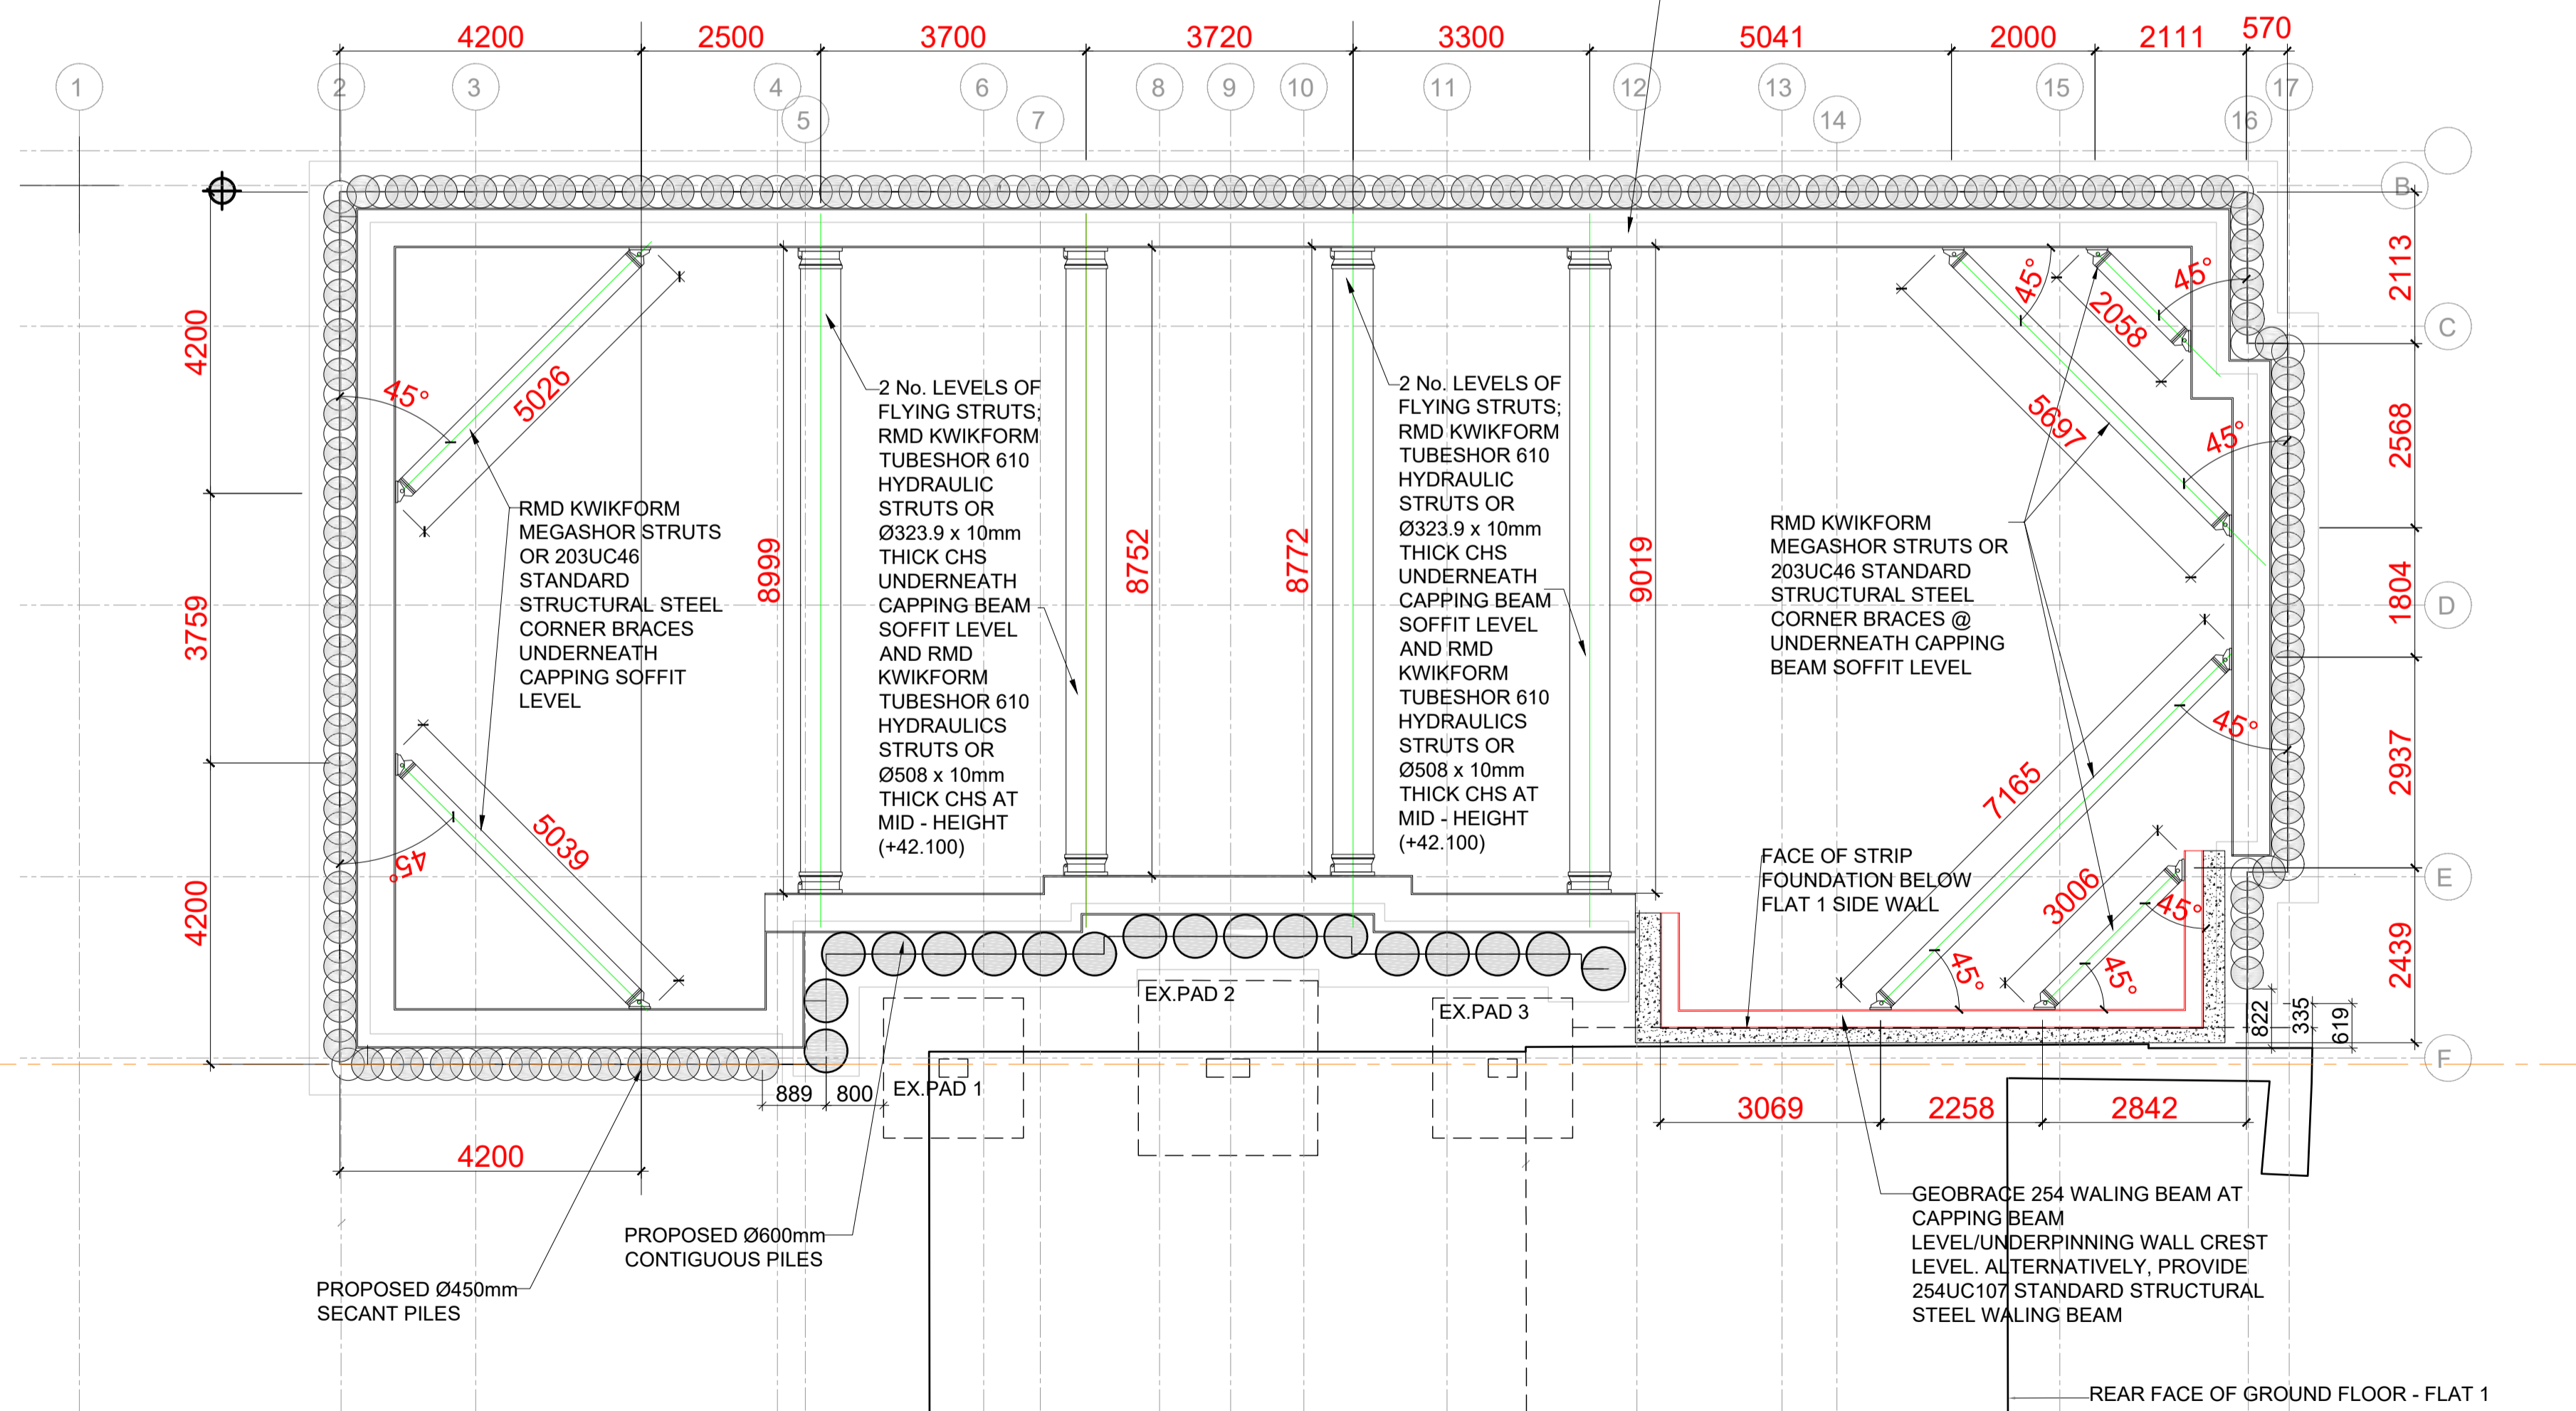 4200
2500
3700
3720
3300
5041
2000
2111
570
1
2
3
4
5
6
7
8
9
10
11
12
13
14
15
16
17
B
C
D
E
F
4200
3759
4200
2113
2568
1804
2937
2439
45°
5026
45°
5039
8999
8752
8772
9019
45°
45°
2058
5697
45°
45°
7165
3006
45°
45°
45°
RMD KWIKFORM
MEGASHOR STRUTS
OR 203UC46
STANDARD
STRUCTURAL STEEL
CORNER BRACES
UNDERNEATH
CAPPING SOFFIT
LEVEL
2 No. LEVELS OF
FLYING STRUTS;
RMD KWIKFORM
TUBESHOR 610
HYDRAULIC
STRUTS OR
Ø323.9 x 10mm
THICK CHS
UNDERNEATH
CAPPING BEAM
SOFFIT LEVEL
AND RMD
KWIKFORM
TUBESHOR 610
HYDRAULICS
STRUTS OR
Ø508 x 10mm
THICK CHS AT
MID - HEIGHT
(+42.100)
2 No. LEVELS OF
FLYING STRUTS;
RMD KWIKFORM
TUBESHOR 610
HYDRAULIC
STRUTS OR
Ø323.9 x 10mm
THICK CHS
UNDERNEATH
CAPPING BEAM
SOFFIT LEVEL
AND RMD
KWIKFORM
TUBESHOR 610
HYDRAULICS
STRUTS OR
Ø508 x 10mm
THICK CHS AT
MID - HEIGHT
(+42.100)
RMD KWIKFORM
MEGASHOR STRUTS OR
203UC46 STANDARD
STRUCTURAL STEEL
CORNER BRACES @
UNDERNEATH CAPPING
BEAM SOFFIT LEVEL
FACE OF STRIP
FOUNDATION BELOW
FLAT 1 SIDE WALL
EX.PAD 1
EX.PAD 2
EX.PAD 3
822
335
619
889
800
3069
2258
2842
4200
PROPOSED Ø600mm
CONTIGUOUS PILES
PROPOSED Ø450mm
SECANT PILES
GEOBRACE 254 WALING BEAM AT
CAPPING BEAM
LEVEL/UNDERPINNING WALL CREST
LEVEL. ALTERNATIVELY, PROVIDE
254UC107 STANDARD STRUCTURAL
STEEL WALING BEAM
REAR FACE OF GROUND FLOOR - FLAT 1